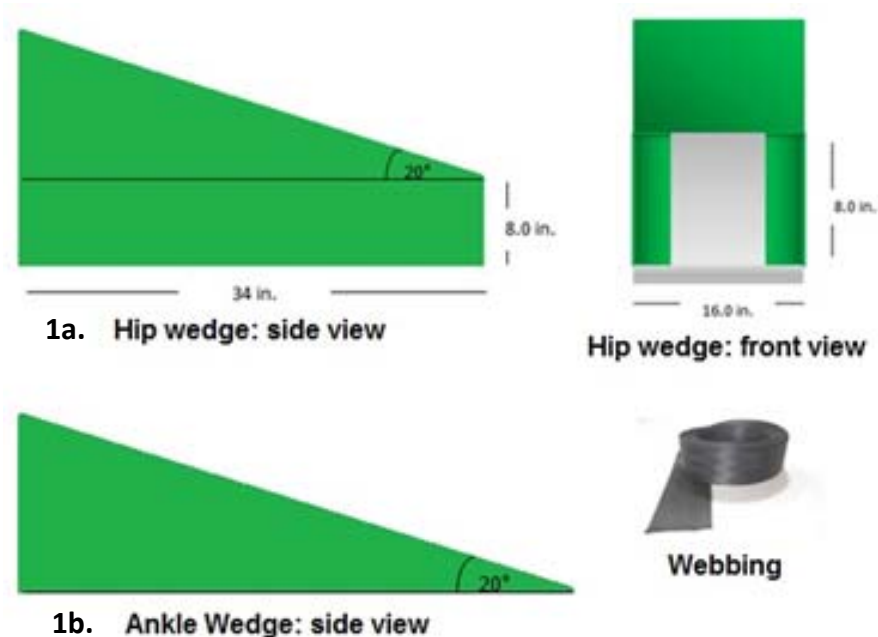 20°
8.0 in.
34 in.
1a. Hip wedge: side view
8.0 in.
16.0 in.
Hip wedge: front view
20°
1b. Ankle Wedge: side view
Webbing